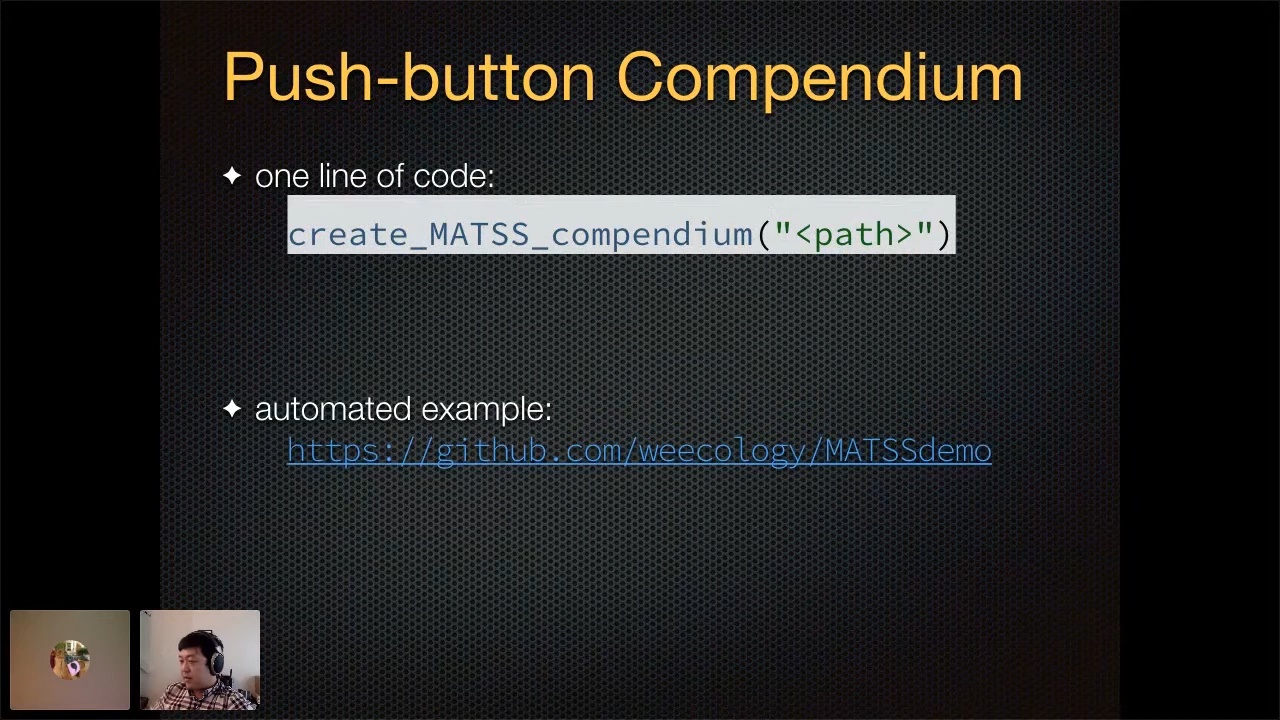 Push-button Compendium
✦ one line of code:
create_MATSS_compendium("<path>")
✦ automated example:
https://github.com/weecology/MATSSdemo